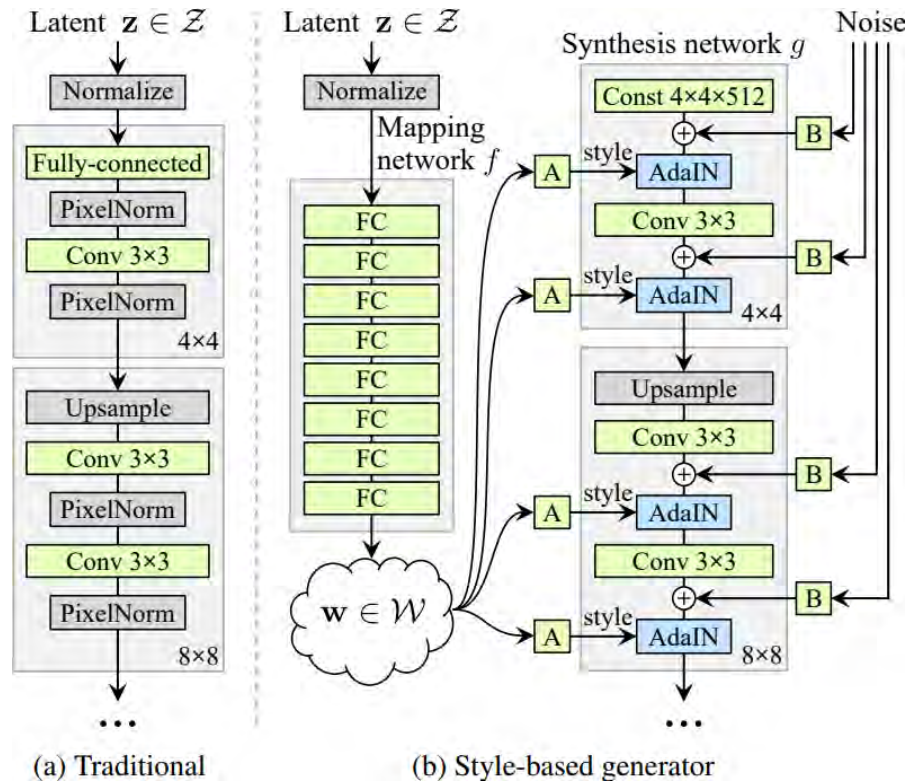 Latent z ∈ Z
Normalize
Fully-connected
PixelNorm
Conv 3×3
PixelNorm
4×4
Upsample
Conv 3×3
PixelNorm
Conv 3×3
PixelNorm
8×8
...
(a) Traditional
Latent z ∈ Z
Normalize
Mapping
network f
FC
FC
FC
FC
FC
FC
FC
FC
w ∈ W
A
style
A
style
A
style
A
style
Noise
Synthesis network g
Const 4×4×512
B
AdaIN
Conv 3×3
B
AdaIN
4×4
Upsample
Conv 3×3
B
AdaIN
Conv 3×3
B
AdaIN
8×8
...
(b) Style-based generator